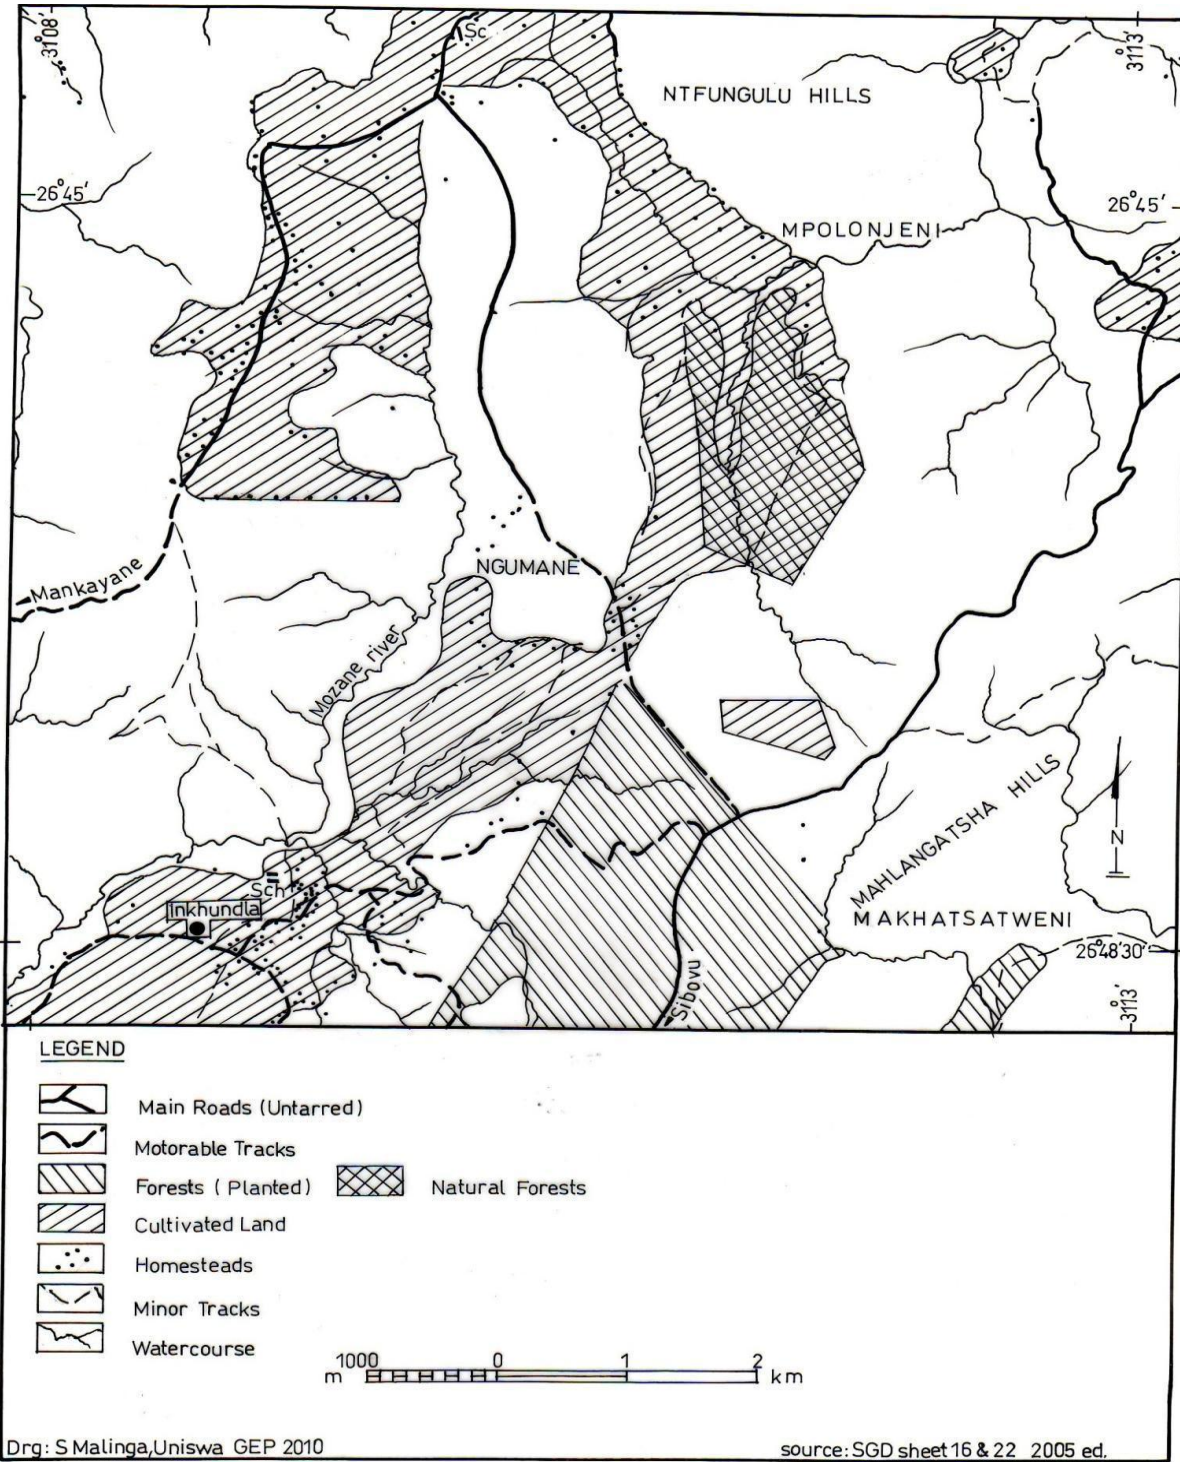 31°08'
Sc
31°13'
NTFUNGULU HILLS
26°45'
26°45'
MPOLONJENI
NGUMANE
Mankayane
Mozane river
MAHLANGATSHA HILLS
N
Sch
Inkhundla
MAKHATSATWENI
26°48'30'
Sibovu
31°13'
LEGEND
Main Roads (Untarred)
Motorable Tracks
Forests ( Planted) Natural Forests
Cultivated Land
Homesteads
Minor Tracks
Watercourse
1000 0 1 2
m km
Drg: S Malinga,Uniswa GEP 2010
source: SGD sheet 16 & 22 2005 ed.